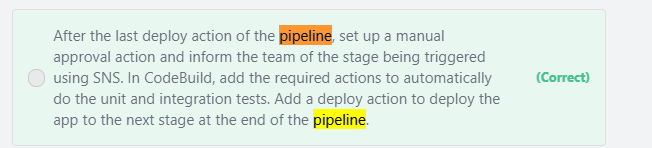 After the last deploy action of the pipeline, set up a manual
approval action and inform the team of the stage being triggered
using SNS. In CodeBuild, add the required actions to automatically
(Correct)
do the unit and integration tests. Add a deploy action to deploy the
app to the next stage at the end of the pipeline.